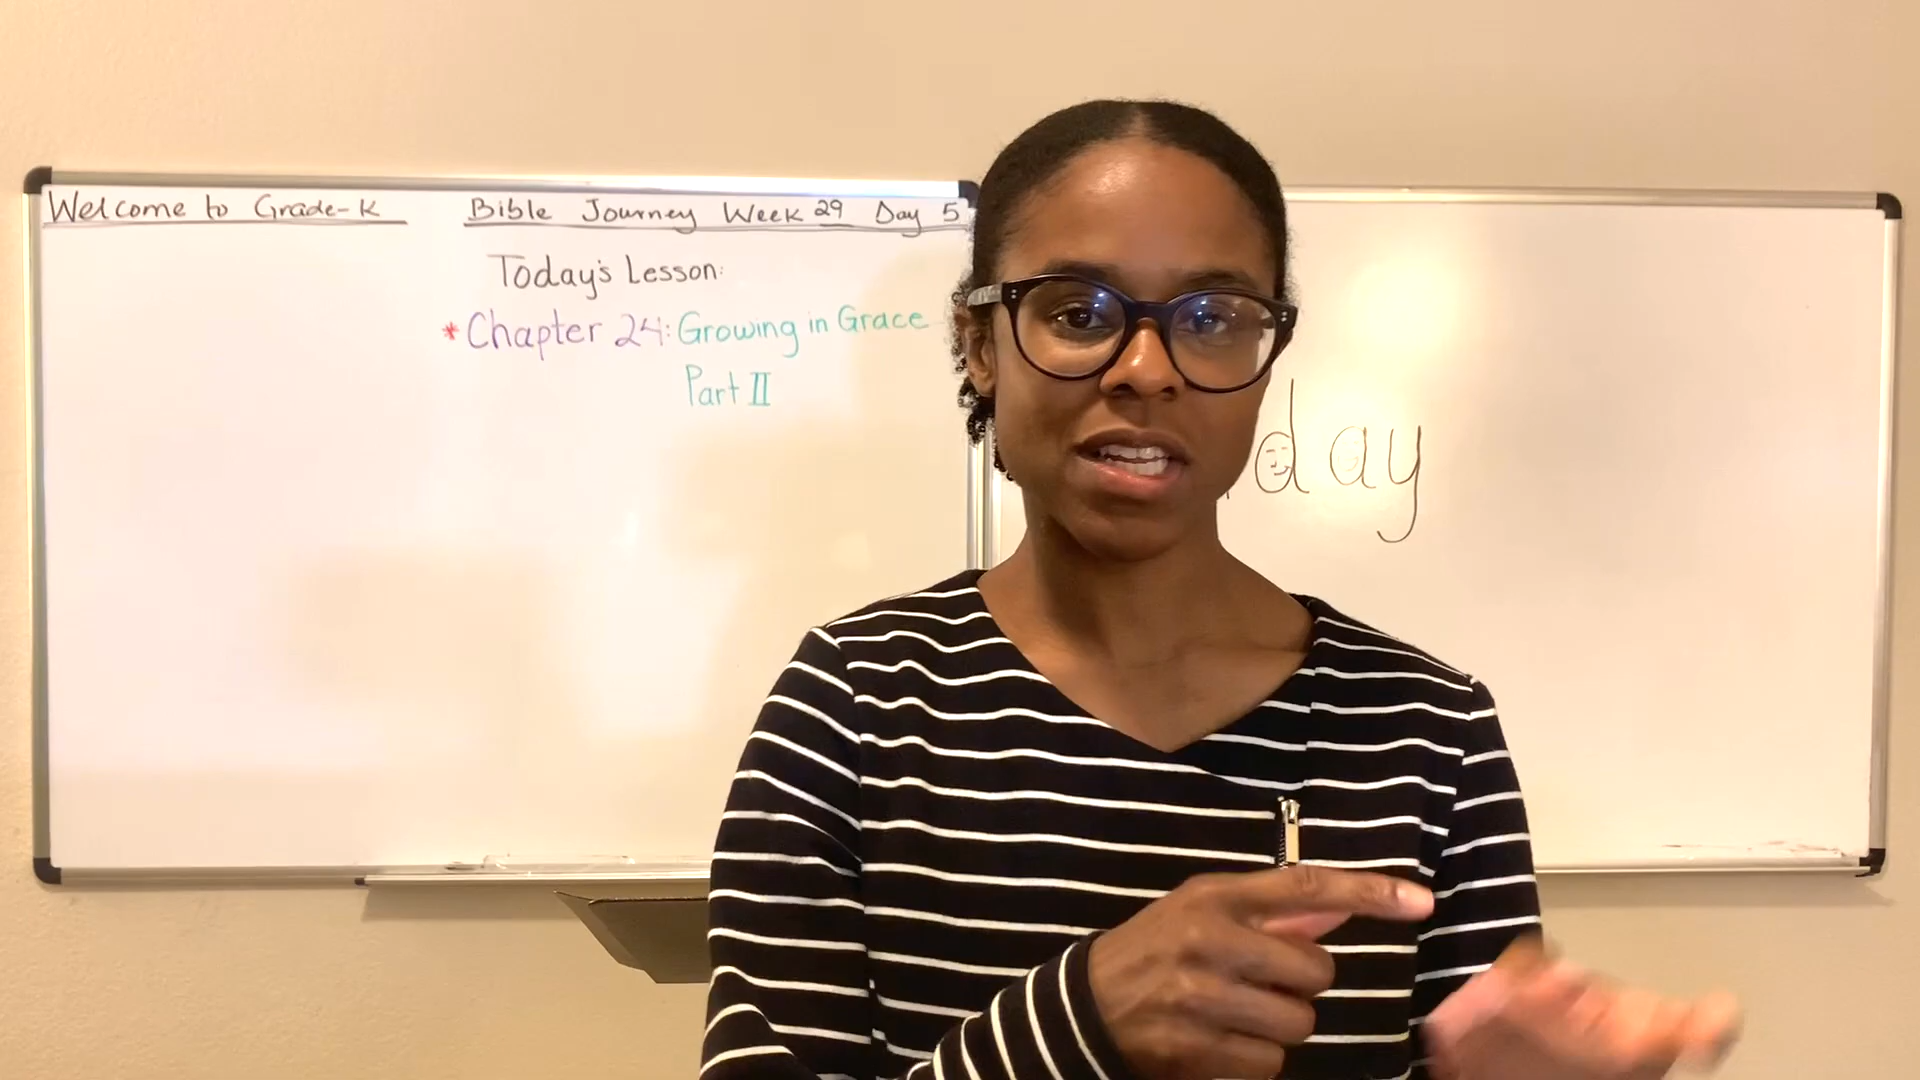 Welcome to Grade-K
Bible Journey Week 29 Day 5
Today's Lesson:
* Chapter 24: Growing in Grace
Part II
day